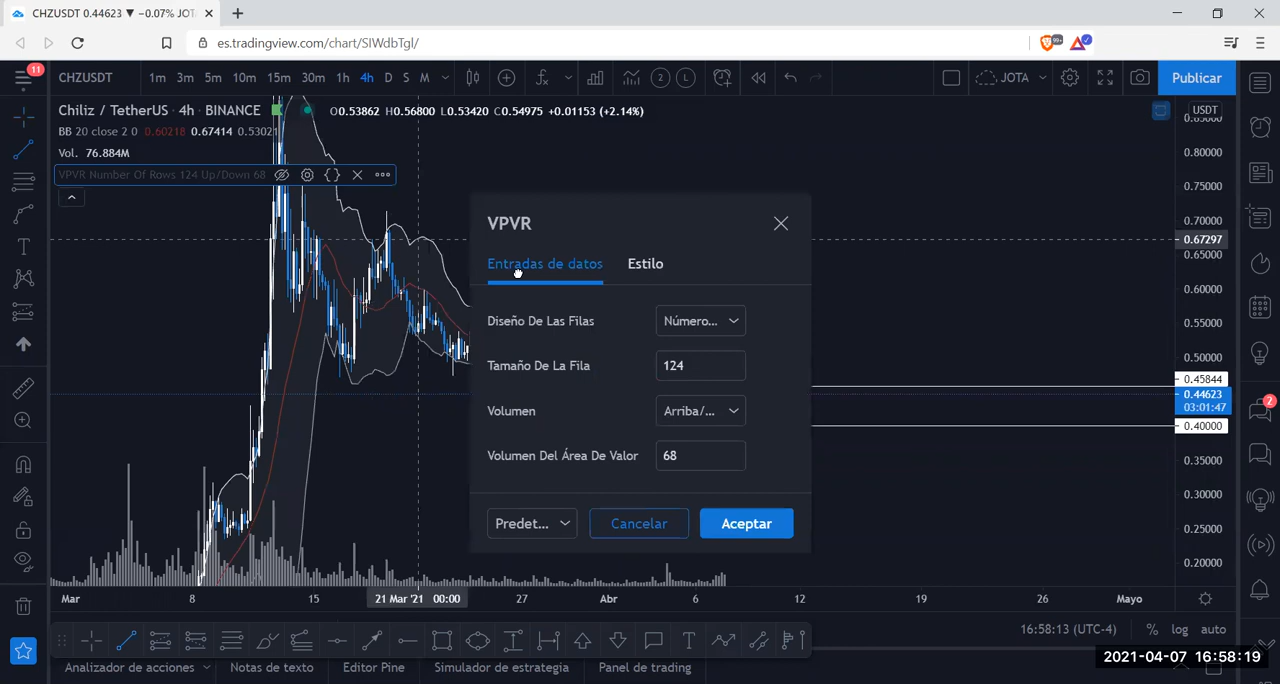 CHZUSDT 0.44623 ▼ −0.07% JOT
es.tradingview.com/chart/SIWdbTgl/
99+
11
CHZUSDT 1m 3m 5m 10m 15m 30m 1h 4h D S M 2 L JOTA Publicar
Chiliz / TetherUS · 4h · BINANCE O0.53862 H0.56800 L0.53420 C0.54975 +0.01153 (+2.14%)
BB 20 close 2 0 0.60218 0.67414 0.53021
Vol. 76.884M
VPVR Number Of Rows 124 Up/Down 68
USDT
0.85000
0.80000
0.75000
0.70000
0.67297
0.65000
0.60000
0.55000
0.50000
0.45844
0.44623
03:01:47
0.40000
0.35000
0.30000
0.25000
0.20000
2
VPVR
Entradas de datos Estilo
Diseño De Las Filas Número...
Tamaño De La Fila 124
Volumen Arriba/...
Volumen Del Área De Valor 68
Predet... Cancelar Aceptar
Mar 8 15 21 Mar '21 00:00 27 Abr 6 12 19 26 Mayo
16:58:13 (UTC-4) % log auto
2021-04-07 16:58:19
Analizador de acciones Notas de texto Editor Pine Simulador de estrategia Panel de trading